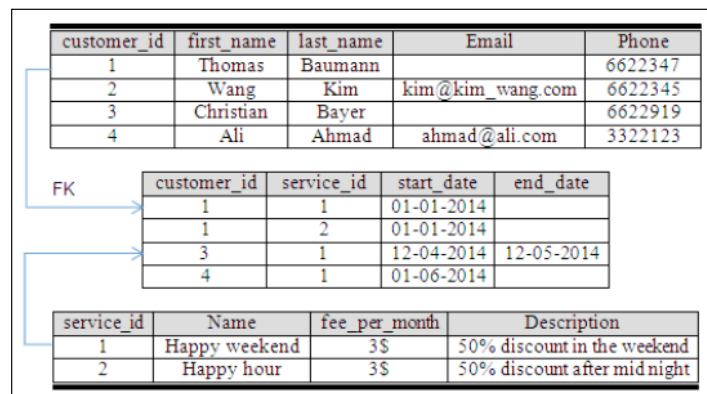 customer_id first_name last_name Email Phone
1 Thomas Baumann 6622347
2 Wang Kim kim@kim_wang.com 6622345
3 Christian Bayer 6622919
4 Ali Ahmad ahmad@ali.com 3322123
FK
customer_id service_id start_date end_date
1 1 01-01-2014
1 2 01-01-2014
3 1 12-04-2014 12-05-2014
4 1 01-06-2014
service_id Name fee_per_month Description
1 Happy weekend 3$ 50% discount in the weekend
2 Happy hour 3$ 50% discount after mid night